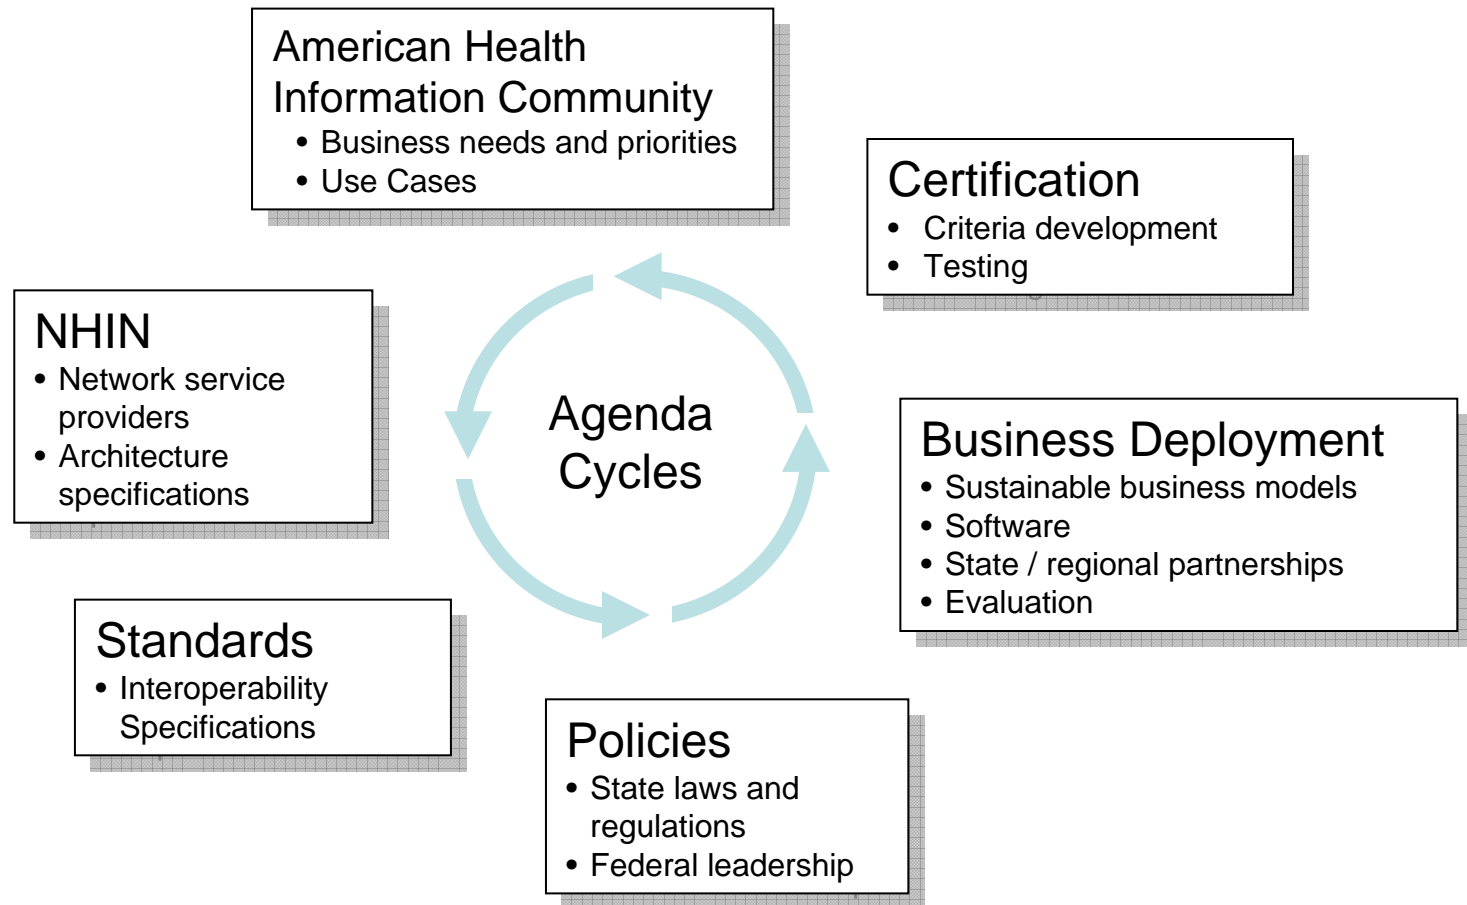 American Health
Information Community
• Business needs and priorities
• Use Cases
Certification
• Criteria development
• Testing
NHIN
• Network service
providers
• Architecture
specifications
Agenda
Cycles
Business Deployment
• Sustainable business models
• Software
• State / regional partnerships
• Evaluation
Standards
• Interoperability
Specifications
Policies
• State laws and
regulations
• Federal leadership